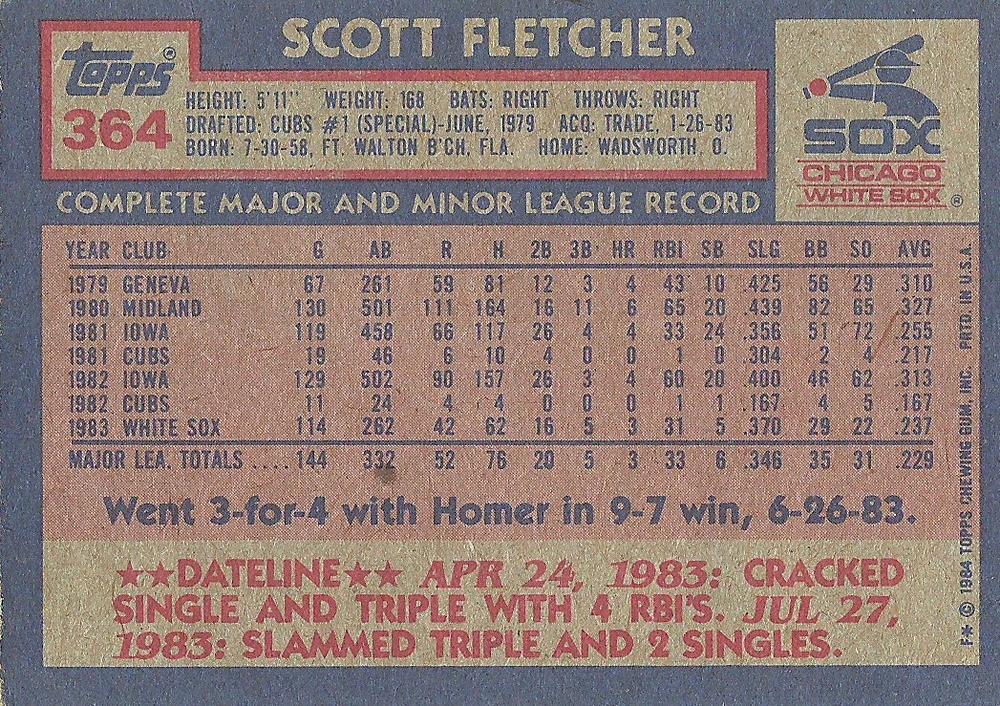 SCOTT FLETCHER
Topps®
364
HEIGHT: 5'11" WEIGHT: 168 BATS: RIGHT THROWS: RIGHT
DRAFTED: CUBS #1 (SPECIAL)-JUNE, 1979 ACQ: TRADE, 1-26-83
BORN: 7-30-58, FT. WALTON B'CH, FLA. HOME: WADSWORTH, O.
SOX
CHICAGO
WHITE SOX ®
COMPLETE MAJOR AND MINOR LEAGUE RECORD
YEAR CLUB G AB R H 2B 3B HR RBI SB SLG BB SO AVG
1979 GENEVA 67 261 59 81 12 3 4 43 10 .425 56 29 .310
1980 MIDLAND 130 501 111 164 16 11 6 65 20 .439 82 65 .327
1981 IOWA 119 458 66 117 26 4 4 33 24 .356 51 72 .255
1981 CUBS 19 46 6 10 4 0 0 1 0 .304 2 4 .217
1982 IOWA 129 502 90 157 26 3 4 60 20 .400 46 62 .313
1982 CUBS 11 24 4 4 0 0 0 1 1 .167 4 5 .167
1983 WHITE SOX 114 262 42 62 16 5 3 31 5 .370 29 22 .237
MAJOR LEA. TOTALS .... 144 332 52 76 20 5 3 33 6 .346 35 31 .229
Went 3-for-4 with Homer in 9-7 win, 6-26-83.
★★DATELINE★★ APR 24, 1983: CRACKED
SINGLE AND TRIPLE WITH 4 RBI'S. JUL 27,
1983: SLAMMED TRIPLE AND 2 SINGLES.
F* © 1984 TOPPS CHEWING GUM, INC. PRTD. IN U.S.A.